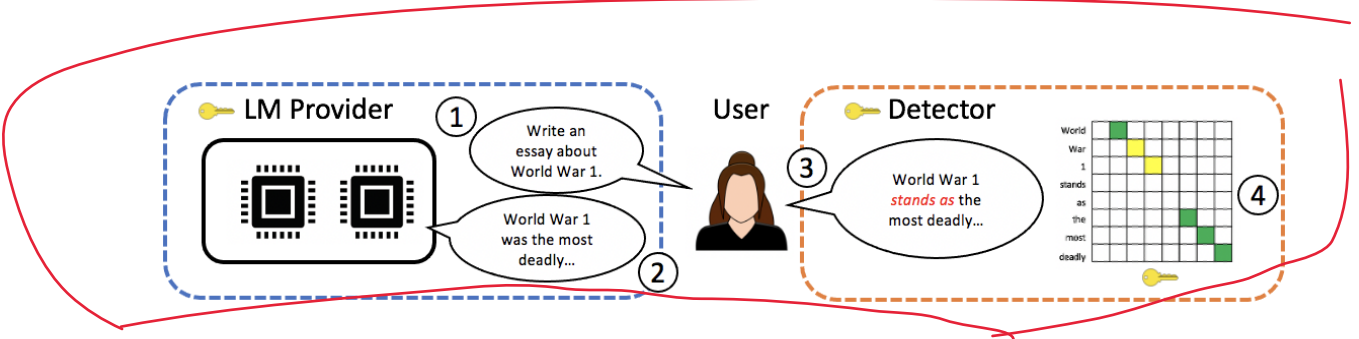 LM Provider
1
Write an
essay about
World War 1.
World War 1
was the most
deadly...
2
User
Detector
3
World War 1
stands as the
most deadly...
World
War
1
stands
as
the
most
deadly
4